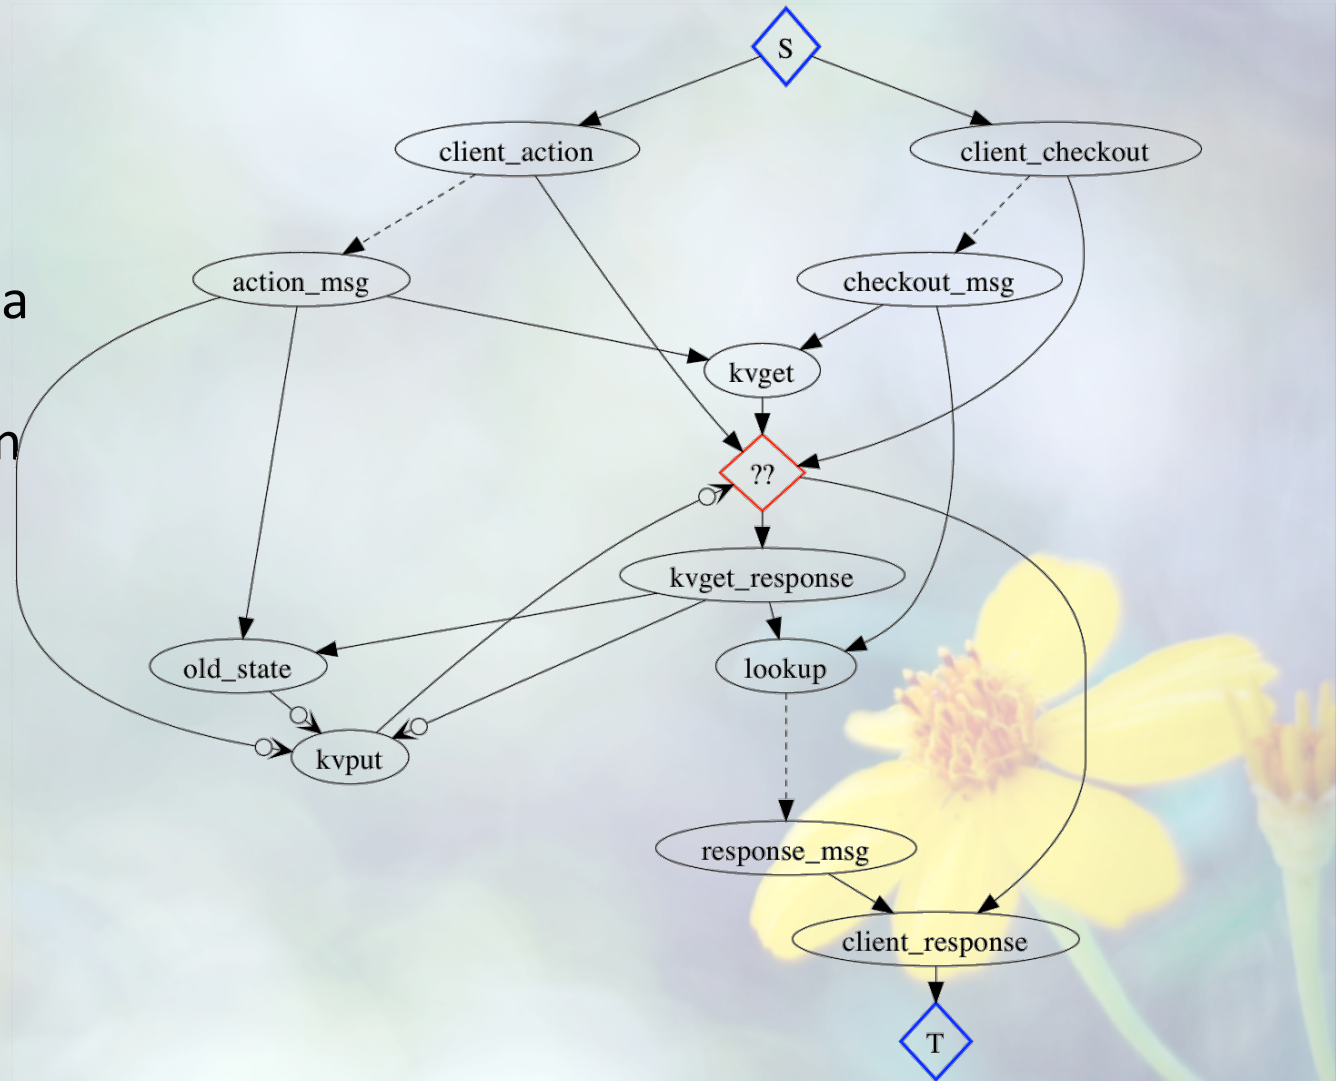 S
client_action
client_checkout
action_msg
checkout_msg
a
kvget
n
??
kvget_response
old_state
lookup
kvput
response_msg
client_response
T